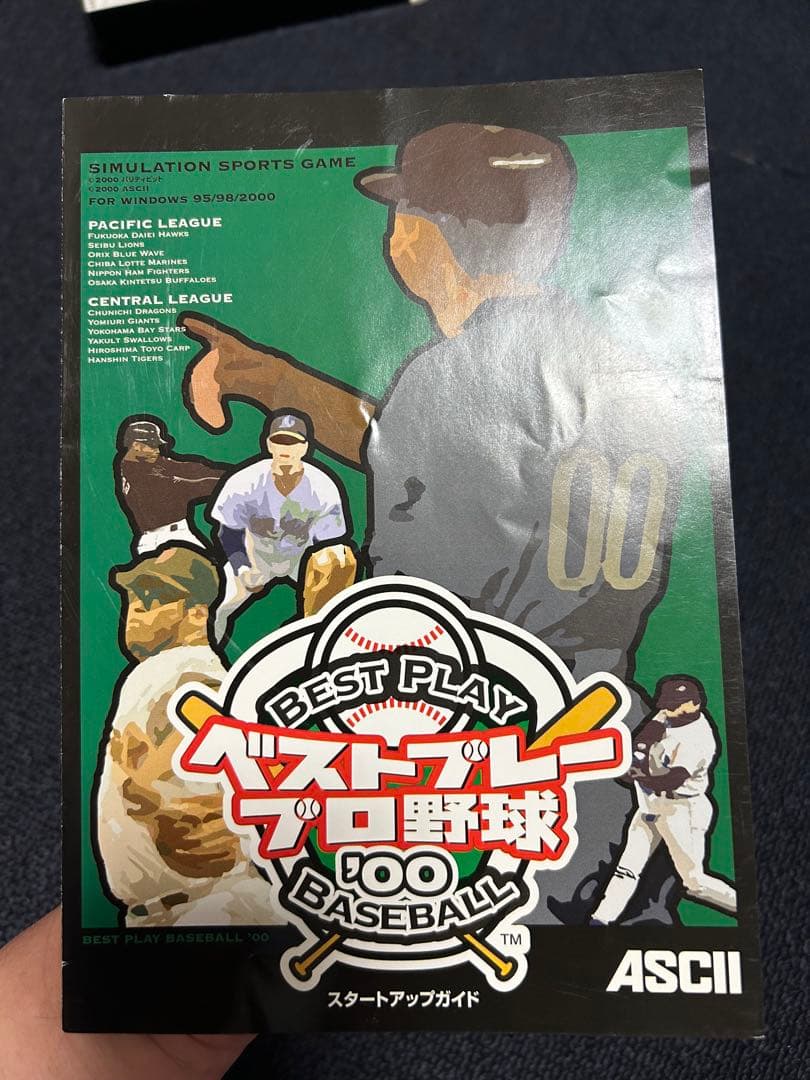 SIMULATION SPORTS GAME
©2000 パリティビット
©2000 ASCII
FOR WINDOWS 95/98/2000
PACIFIC LEAGUE
FUKUOKA DAIEI HAWKS
SEIBU LIONS
ORIX BLUE WAVE
CHIBA LOTTE MARINES
NIPPON HAM FIGHTERS
OSAKA KINTETSU BUFFALOES
CENTRAL LEAGUE
CHUNICHI DRAGONS
YOMIURI GIANTS
YOKOHAMA BAY STARS
YAKULT SWALLOWS
HIROSHIMA TOYO CARP
HANSHIN TIGERS
00
BEST PLAY
ベストプレー
プロ野球
'00
BASEBALL
TM
BEST PLAY BASEBALL '00
ASCII
スタートアップガイド